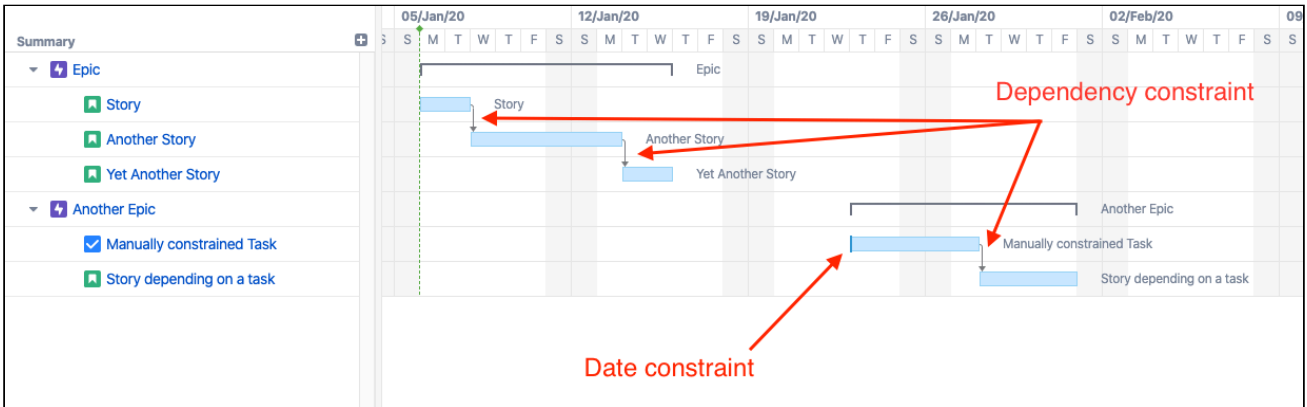 05/Jan/20 12/Jan/20 19/Jan/20 26/Jan/20 02/Feb/20 09
Summary S S M T W T F S S M T W T F S S M T W T F S S M T W T F S S M T W T F S S
Epic Epic
Story Story
Dependency constraint
Another Story Another Story
Yet Another Story Yet Another Story
Another Epic Another Epic
Manually constrained Task Manually constrained Task
Story depending on a task Story depending on a task
Date constraint